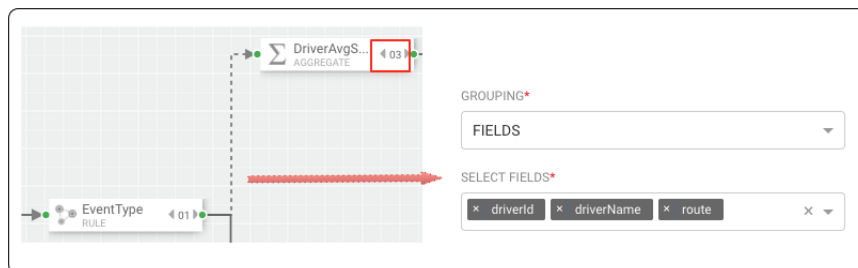 DriverAvgS...
AGGREGATE
03
EventType
RULE
01
GROUPING*
FIELDS
SELECT FIELDS*
× driverId × driverName × route ×